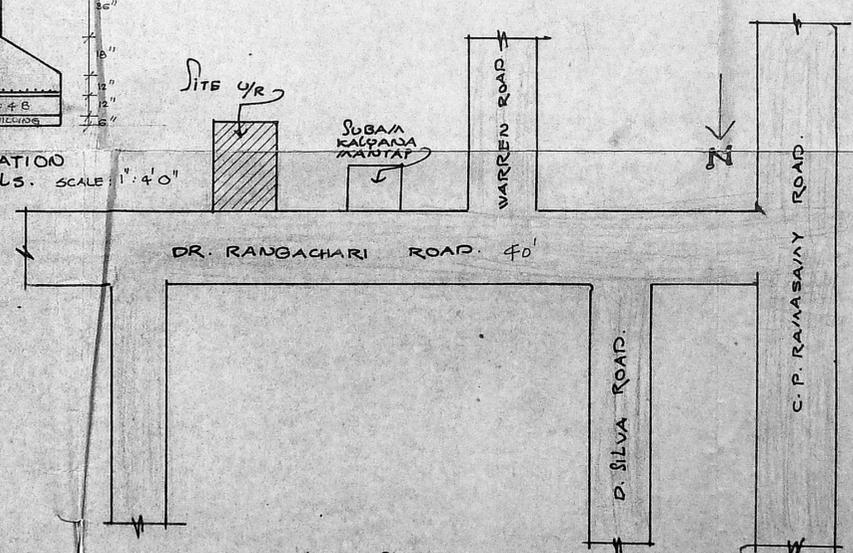 36"
18"
12"
12"
6"
ATION
LS. SCALE: 1": 4'0"
SITE U/R
SUBAM
KALYANA
MANTAP
WARREN ROAD
N
DR. RANGACHARI ROAD. 40'
D. SILVA ROAD.
C. P. RAMASAMY ROAD.